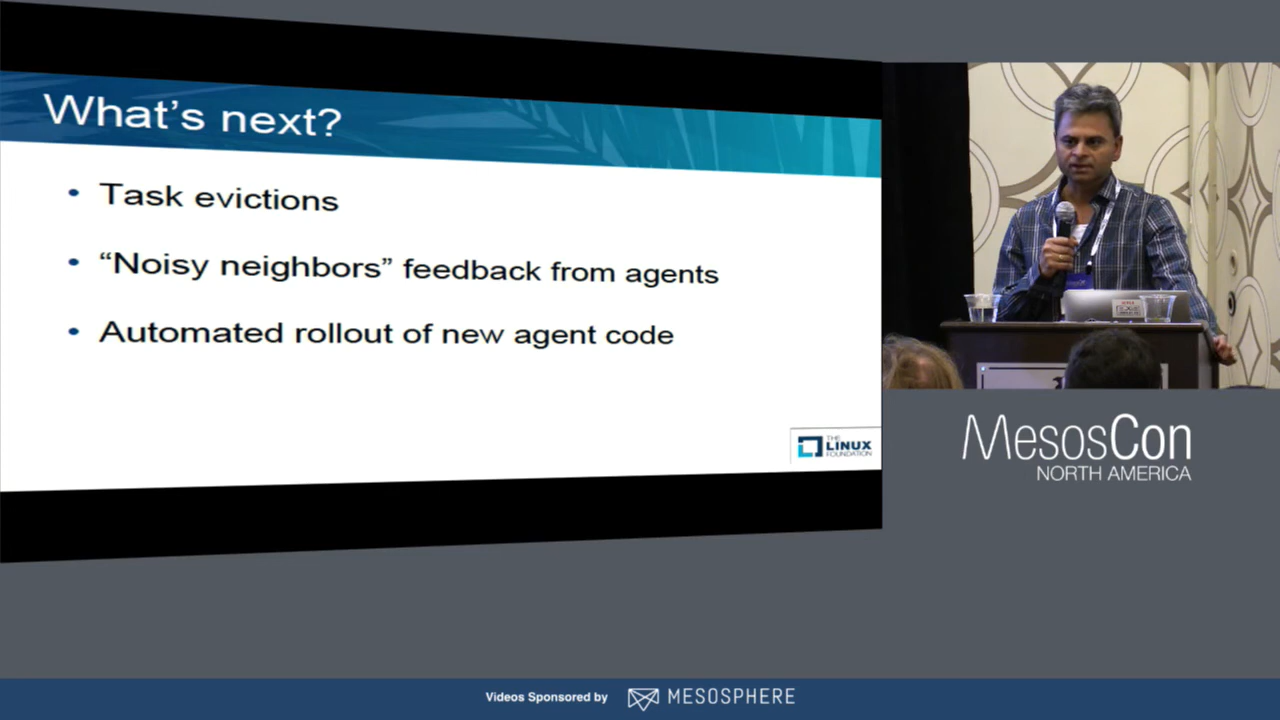 What's next?
• Task evictions
• “Noisy neighbors” feedback from agents
• Automated rollout of new agent code
THE
LINUX
FOUNDATION
MesosCon
NORTH AMERICA
Videos Sponsored by MESOSPHERE